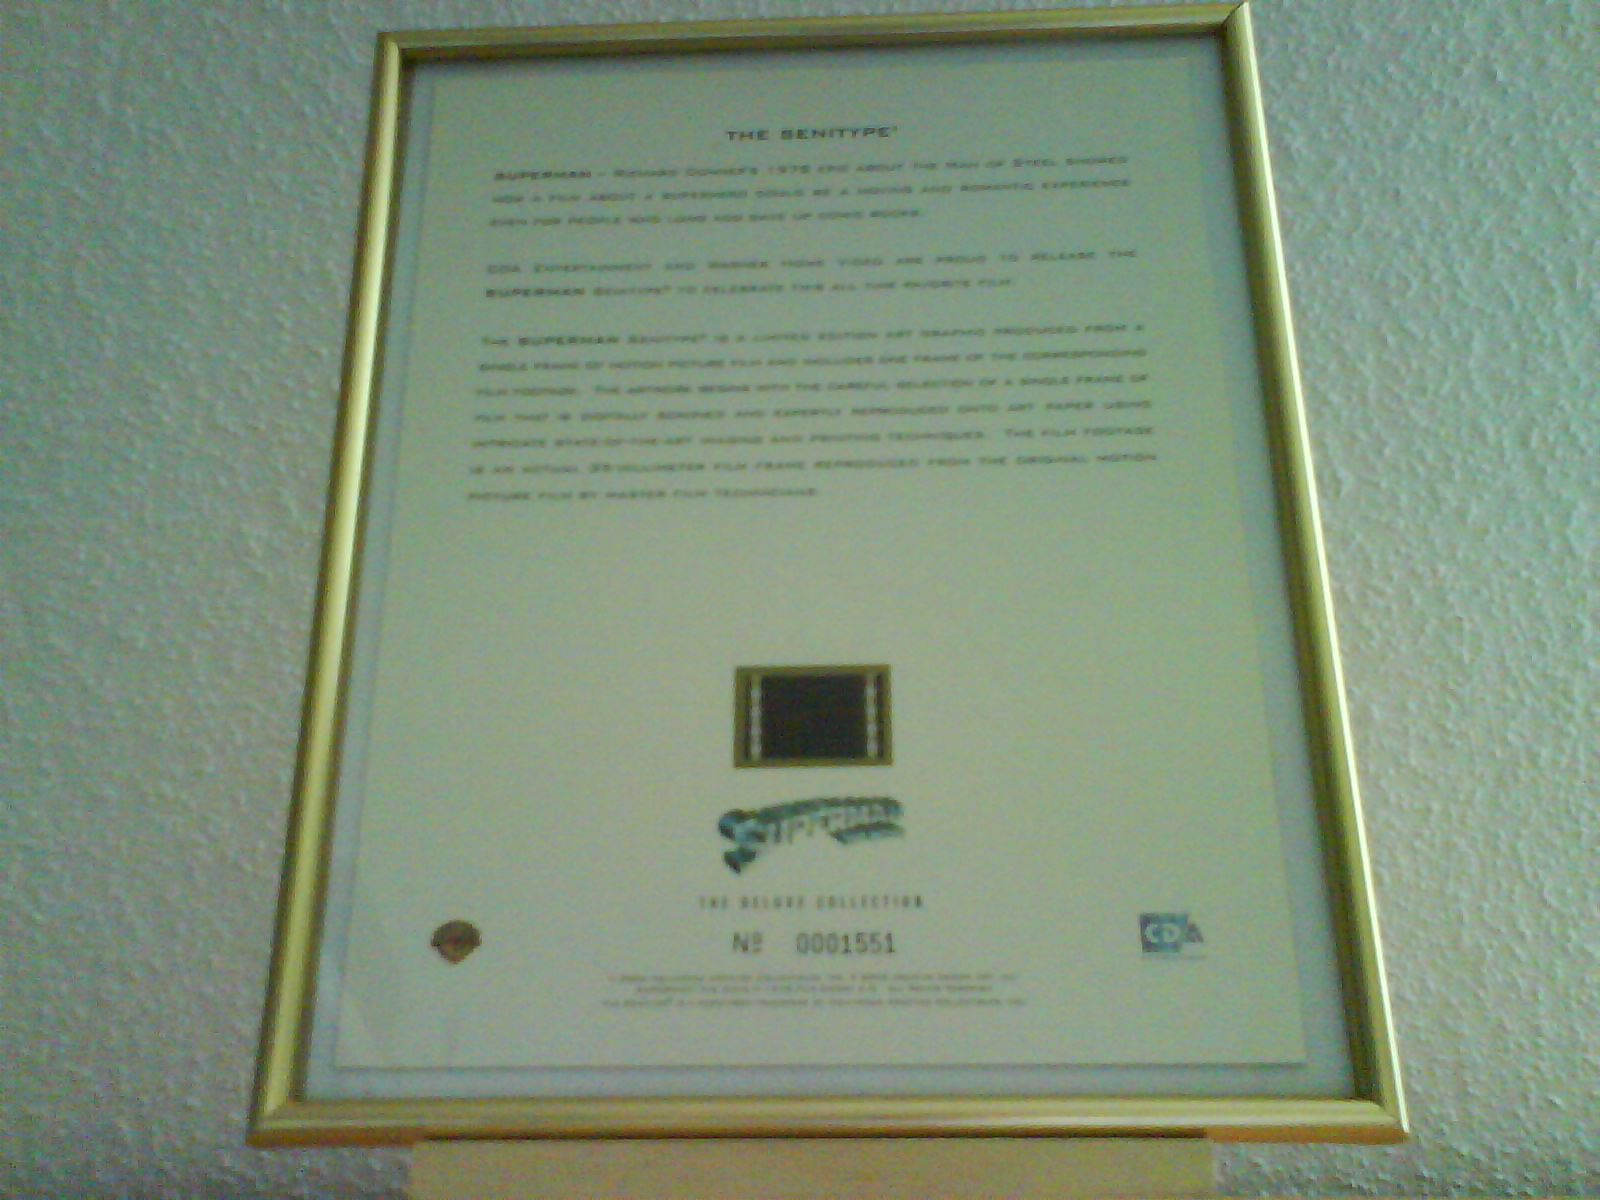 THE SENITYPE®
SUPERMAN – RICHARD DONNER'S 1978 EPIC ABOUT THE MAN OF STEEL SHOWED
HOW A FILM ABOUT A SUPERHERO COULD BE A MOVING AND ROMANTIC EXPERIENCE
EVEN FOR PEOPLE WHO LONG AGO GAVE UP COMIC BOOKS.
CDA ENTERTAINMENT AND WARNER HOME VIDEO ARE PROUD TO RELEASE THE
SUPERMAN SENITYPE® TO CELEBRATE THIS ALL-TIME FAVORITE FILM.
THE SUPERMAN SENITYPE® IS A LIMITED EDITION ART GRAPHIC PRODUCED FROM A
SINGLE FRAME OF MOTION PICTURE FILM AND INCLUDES ONE FRAME OF THE CORRESPONDING
FILM FOOTAGE. THE ARTWORK BEGINS WITH THE CAREFUL SELECTION OF A SINGLE FRAME OF
FILM THAT IS DIGITALLY SCANNED AND EXPERTLY REPRODUCED ONTO ART PAPER USING
INTRICATE STATE-OF-THE-ART IMAGING AND PRINTING TECHNIQUES. THE FILM FOOTAGE
IS AN ACTUAL 35-MILLIMETER FILM FRAME REPRODUCED FROM THE ORIGINAL MOTION
PICTURE FILM BY MASTER FILM TECHNICIANS.
SUPERMAN
THE DELUXE COLLECTION
Nº 0001551
CDA